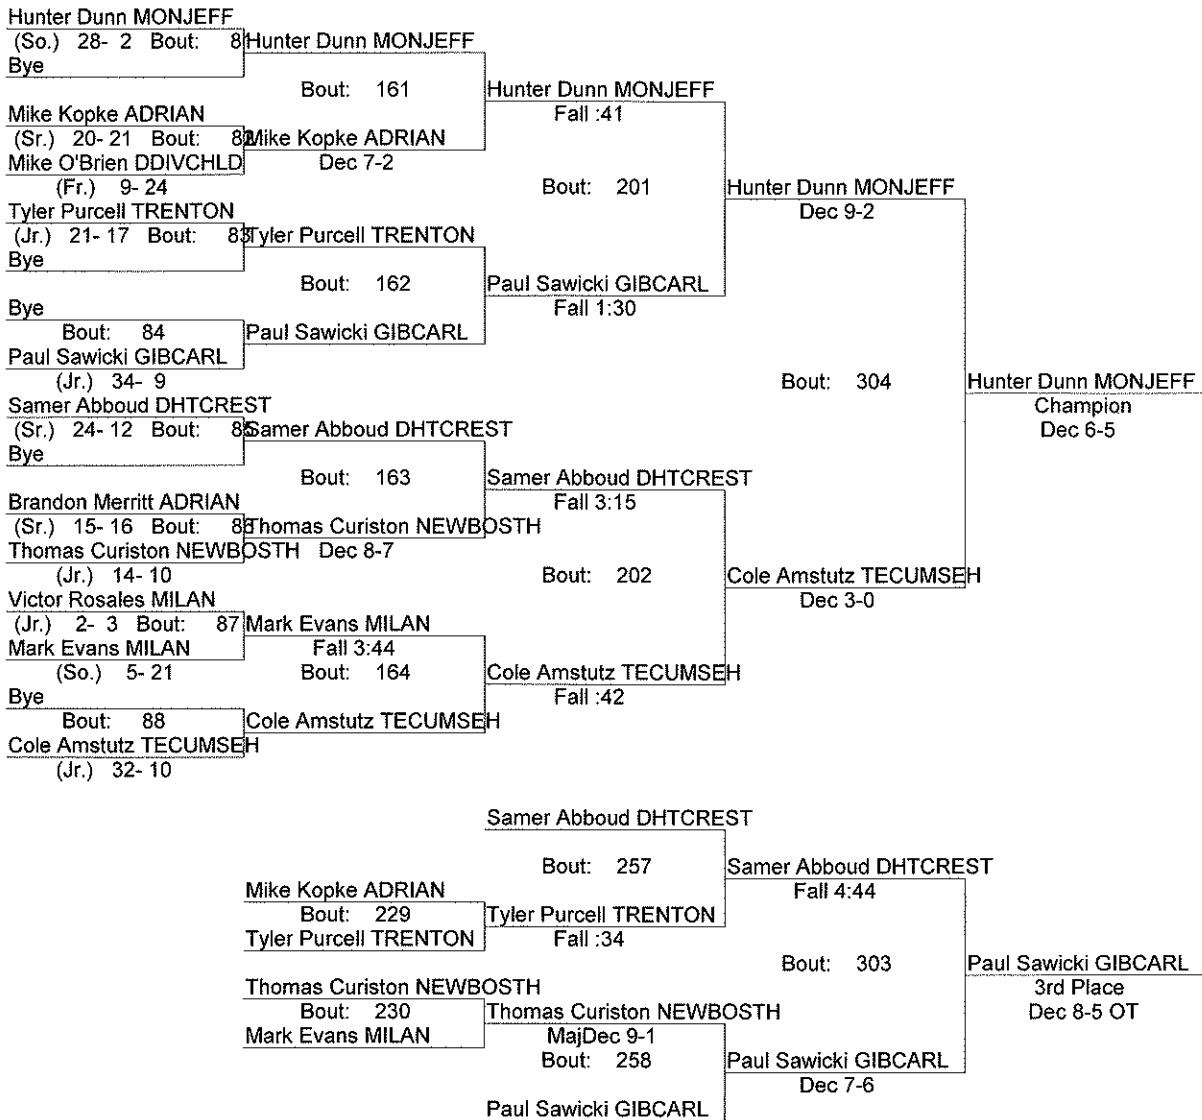 Hunter Dunn MONJEFF
(So.) 28- 2 Bout: 81
Bye
Hunter Dunn MONJEFF
Bout: 161
Mike Kopke ADRIAN
(Sr.) 20- 21 Bout: 82
Mike O'Brien DDIVCHLD
(Fr.) 9- 24
Mike Kopke ADRIAN
Dec 7-2
Hunter Dunn MONJEFF
Fall :41
Bout: 201
Tyler Purcell TRENTON
(Jr.) 21- 17 Bout: 83
Bye
Tyler Purcell TRENTON
Bout: 162
Bye
Bout: 84
Paul Sawicki GIBCARL
(Jr.) 34- 9
Paul Sawicki GIBCARL
Paul Sawicki GIBCARL
Fall 1:30
Hunter Dunn MONJEFF
Dec 9-2
Bout: 304
Hunter Dunn MONJEFF
Champion
Dec 6-5
Samer Abboud DHTCREST
(Sr.) 24- 12 Bout: 85
Bye
Samer Abboud DHTCREST
Bout: 163
Brandon Merritt ADRIAN
(Sr.) 15- 16 Bout: 86
Thomas Curiston NEWBOSTH
(Jr.) 14- 10
Thomas Curiston NEWBOSTH
Dec 8-7
Samer Abboud DHTCREST
Fall 3:15
Bout: 202
Victor Rosales MILAN
(Jr.) 2- 3 Bout: 87
Mark Evans MILAN
(So.) 5- 21
Mark Evans MILAN
Fall 3:44
Bout: 164
Bye
Bout: 88
Cole Amstutz TECUMSEH
(Jr.) 32- 10
Cole Amstutz TECUMSEH
Cole Amstutz TECUMSEH
Fall :42
Cole Amstutz TECUMSEH
Dec 3-0
Samer Abboud DHTCREST
Bout: 257
Mike Kopke ADRIAN
Bout: 229
Tyler Purcell TRENTON
Tyler Purcell TRENTON
Fall :34
Samer Abboud DHTCREST
Fall 4:44
Bout: 303
Thomas Curiston NEWBOSTH
Bout: 230
Mark Evans MILAN
Thomas Curiston NEWBOSTH
MajDec 9-1
Bout: 258
Paul Sawicki GIBCARL
Paul Sawicki GIBCARL
Dec 7-6
Paul Sawicki GIBCARL
3rd Place
Dec 8-5 OT